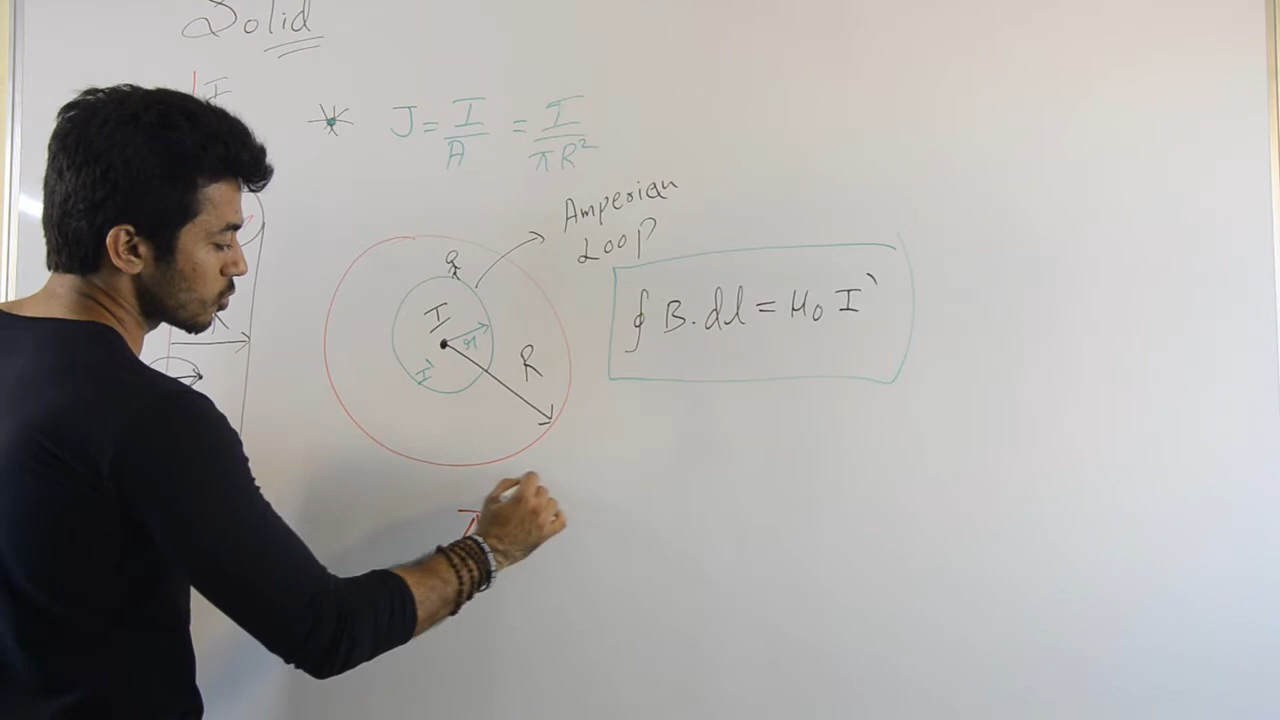 Solid
I
J = I/A = I/πR²
Amperian
Loop
I
r
R
I'
∮ B . dl = μ₀ I'